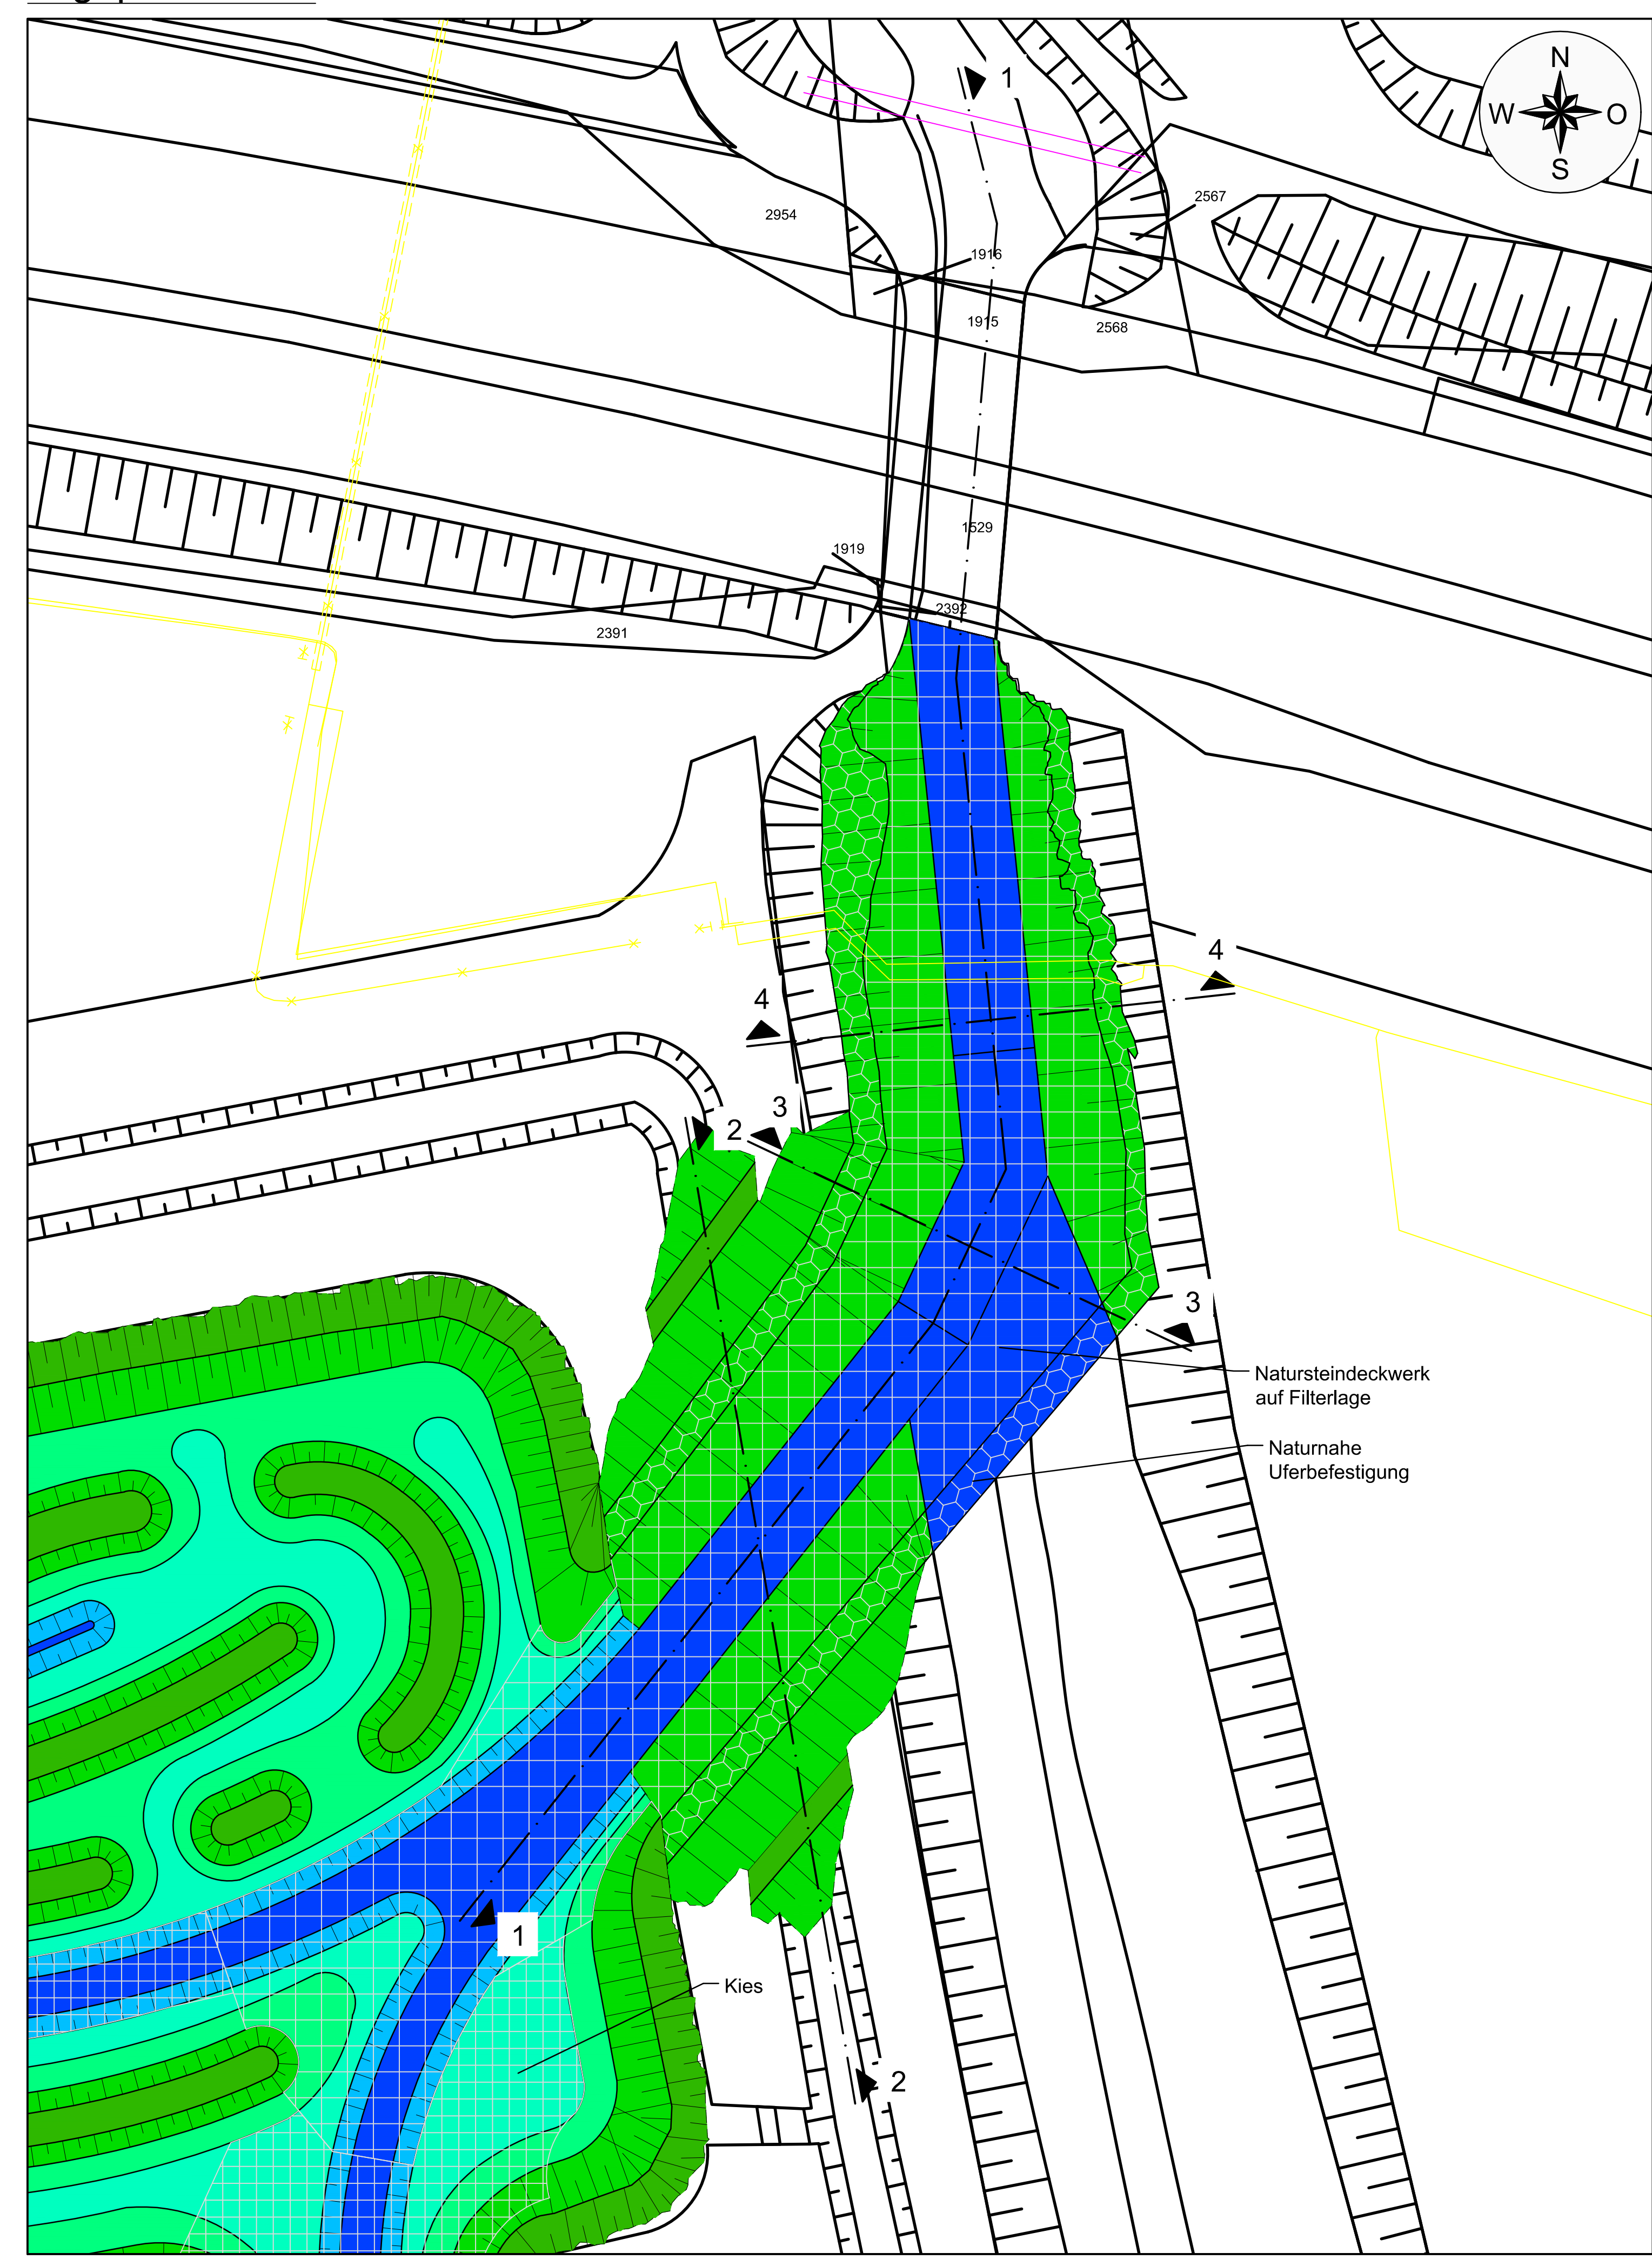 N
W
O
S
1
2954
2567
1916
1915
2568
1529
1919
2392
2391
4
4
3
2
3
Natursteindeckwerk
auf Filterlage
Naturnahe
Uferbefestigung
1
Kies
2